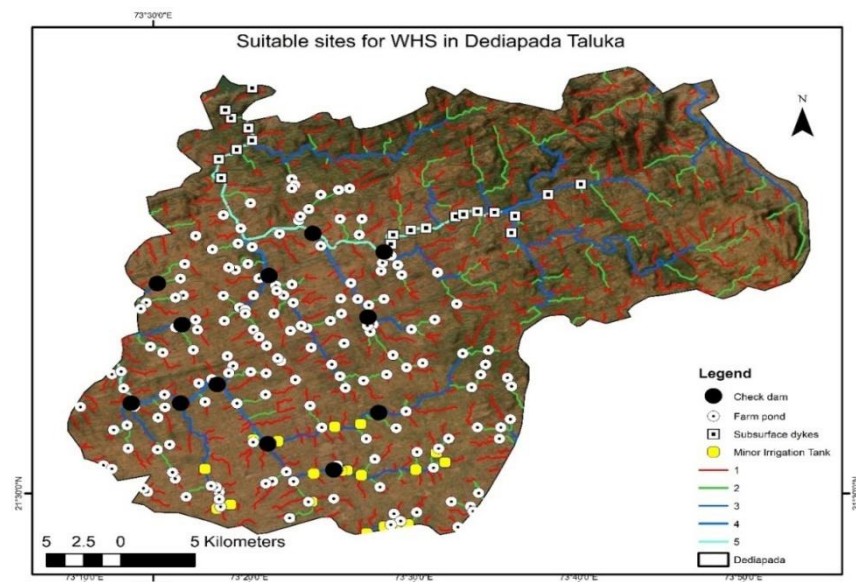 73°30'0"E
Suitable sites for WHS in Dediapada Taluka
N
Legend
Check dam
Farm pond
Subsurface dykes
Minor Irrigation Tank
1
2
3
4
5
Dediapada
21°30'0"N
5 2.5 0 5 Kilometers
73°10'0"E 73°20'0"E 73°30'0"E 73°40'0"E 73°50'0"E